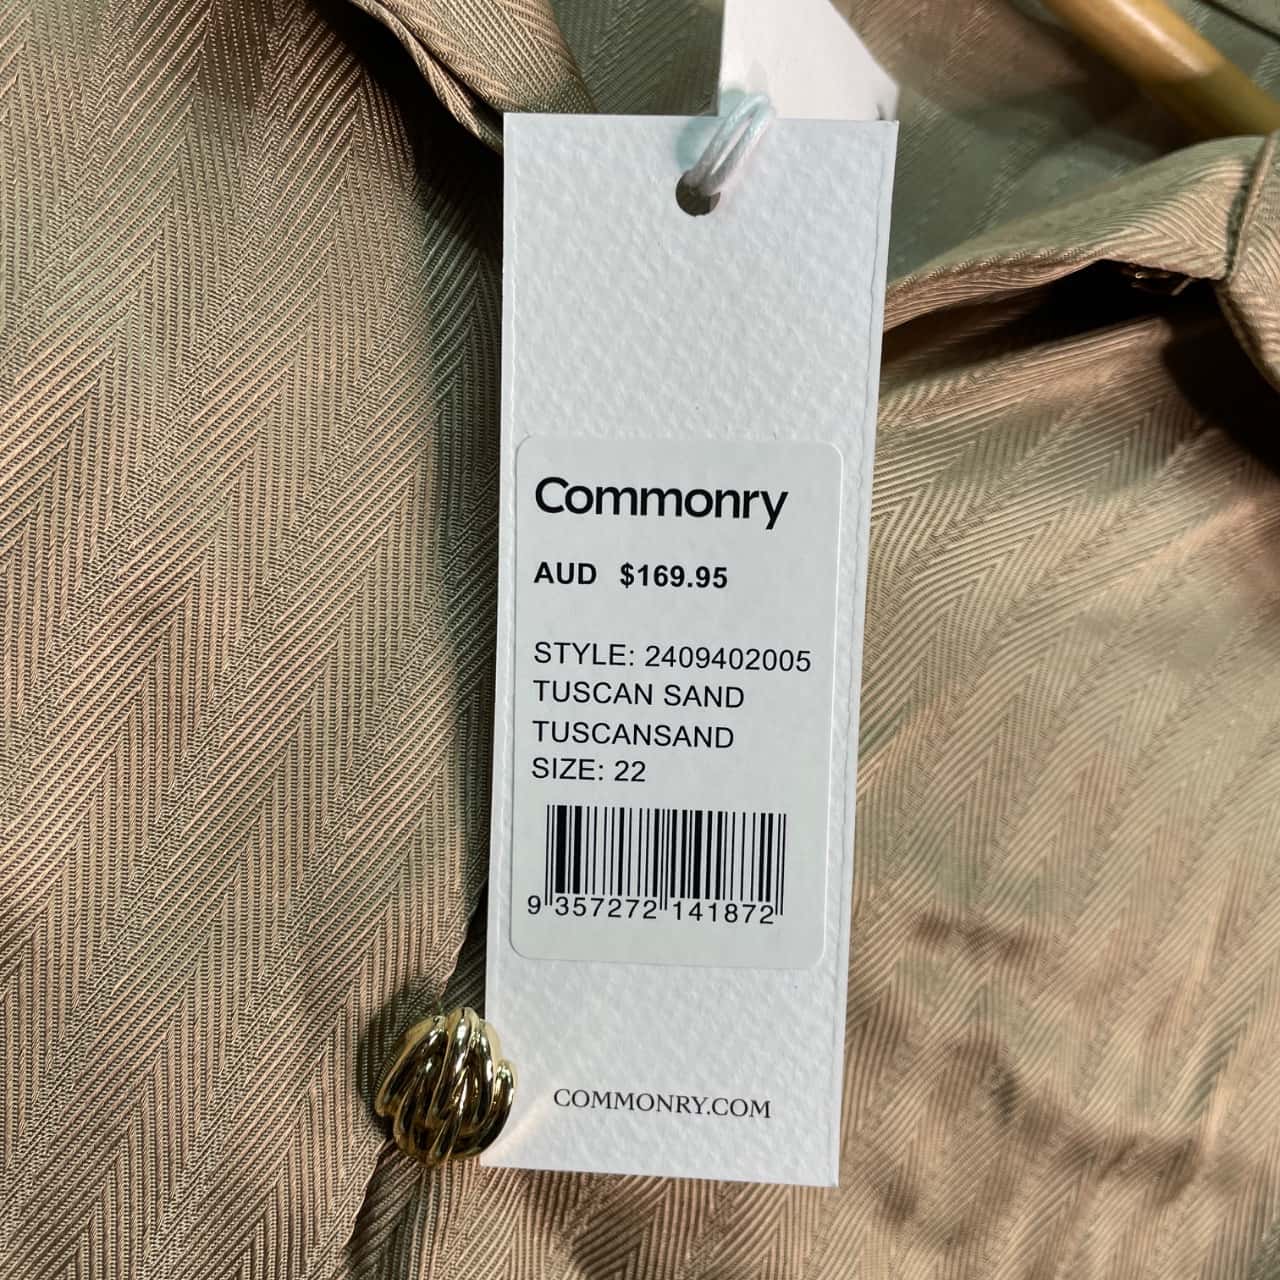 Commonry
AUD $169.95
STYLE: 2409402005
TUSCAN SAND
TUSCANSAND
SIZE: 22
9 357272 141872
COMMONRY.COM